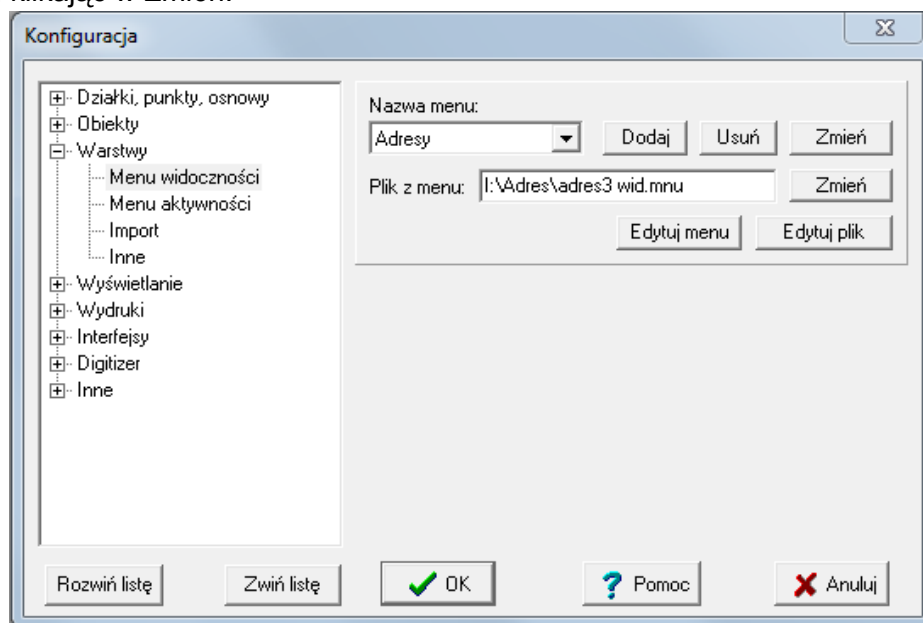 klikając w Zmień.
Konfiguracja
Działki, punkty, osnowy
Obiekty
Warstwy
Menu widoczności
Menu aktywności
Import
Inne
Wyświetlanie
Wydruki
Interfejsy
Digitizer
Inne
Nazwa menu:
Adresy Dodaj Usuń Zmień
Plik z menu: I:\Adres\adres3 wid.mnu Zmień
Edytuj menu Edytuj plik
Rozwiń listę Zwiń listę OK Pomoc Anuluj